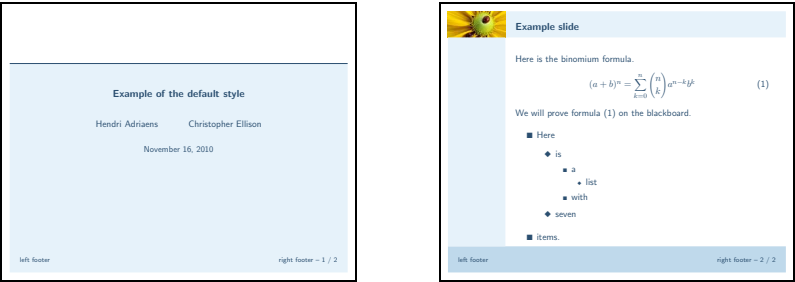 Example of the default style
Hendri Adriaens Christopher Ellison
November 16, 2010
left footer right footer – 1 / 2
Example slide
Here is the binomium formula.
(a + b)^n = \sum_{k=0}^{n} \binom{n}{k} a^{n-k} b^k (1)
We will prove formula (1) on the blackboard.
■ Here
◆ is
■ a
◆ list
■ with
◆ seven
■ items.
left footer right footer – 2 / 2